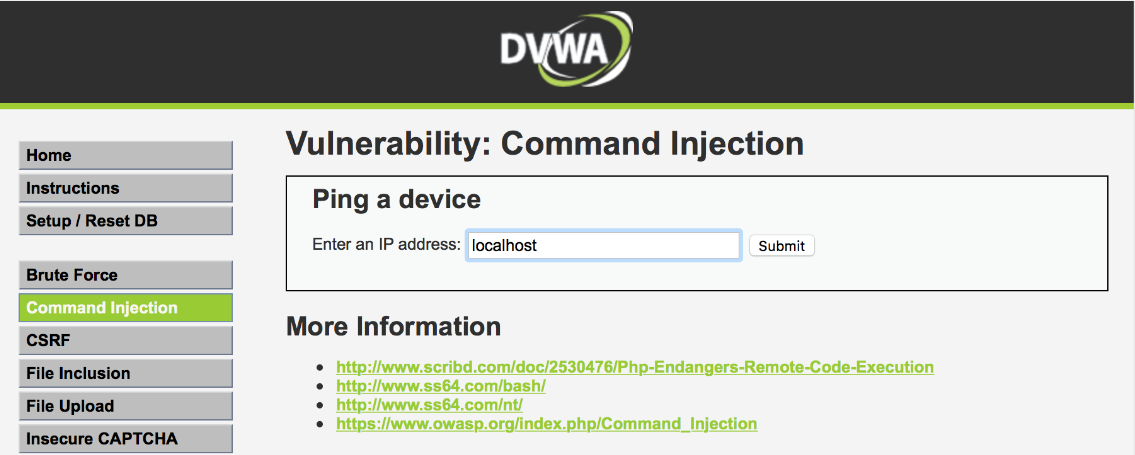 DVWA
Home
Instructions
Setup / Reset DB
Brute Force
Command Injection
CSRF
File Inclusion
File Upload
Insecure CAPTCHA
Vulnerability: Command Injection
Ping a device
Enter an IP address: localhost Submit
More Information
http://www.scribd.com/doc/2530476/Php-Endangers-Remote-Code-Execution
http://www.ss64.com/bash/
http://www.ss64.com/nt/
https://www.owasp.org/index.php/Command_Injection